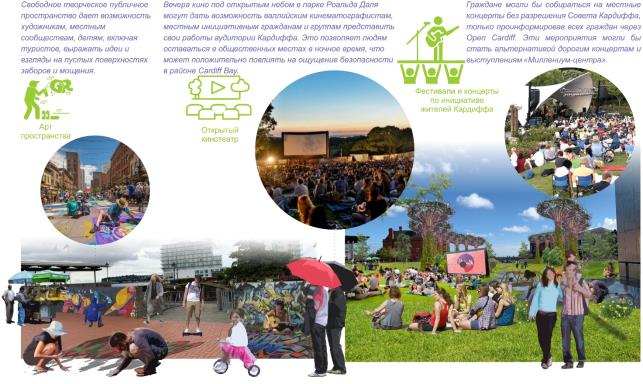 Свободное творческое публичное
пространство дает возможность
художникам, местным
сообществам, детям, включая
туристов, выражать идеи и
взгляды на пустых поверхностях
заборов и мощения.
Арт
пространства
Вечера кино под открытым небом в парке Роальда Даля
могут дать возможность валлийским кинематографистам,
местным инициативным гражданам и группам представить
свои работы аудитории Кардиффа. Это позволяет людям
оставаться в общественных местах в ночное время, что
может положительно повлиять на ощущение безопасности
в районе Cardiff Bay.
Открытый
кинотеатр
Граждане могли бы собираться на местные
концерты без разрешения Совета Кардиффа,
только проинформировав всех граждан через
Open Cardiff. Эти мероприятия могли бы
стать альтернативой дорогим концертам и
выступлениям «Миллениум-центра».
Фестивали и концерты
по инициативе
жителей Кардиффа